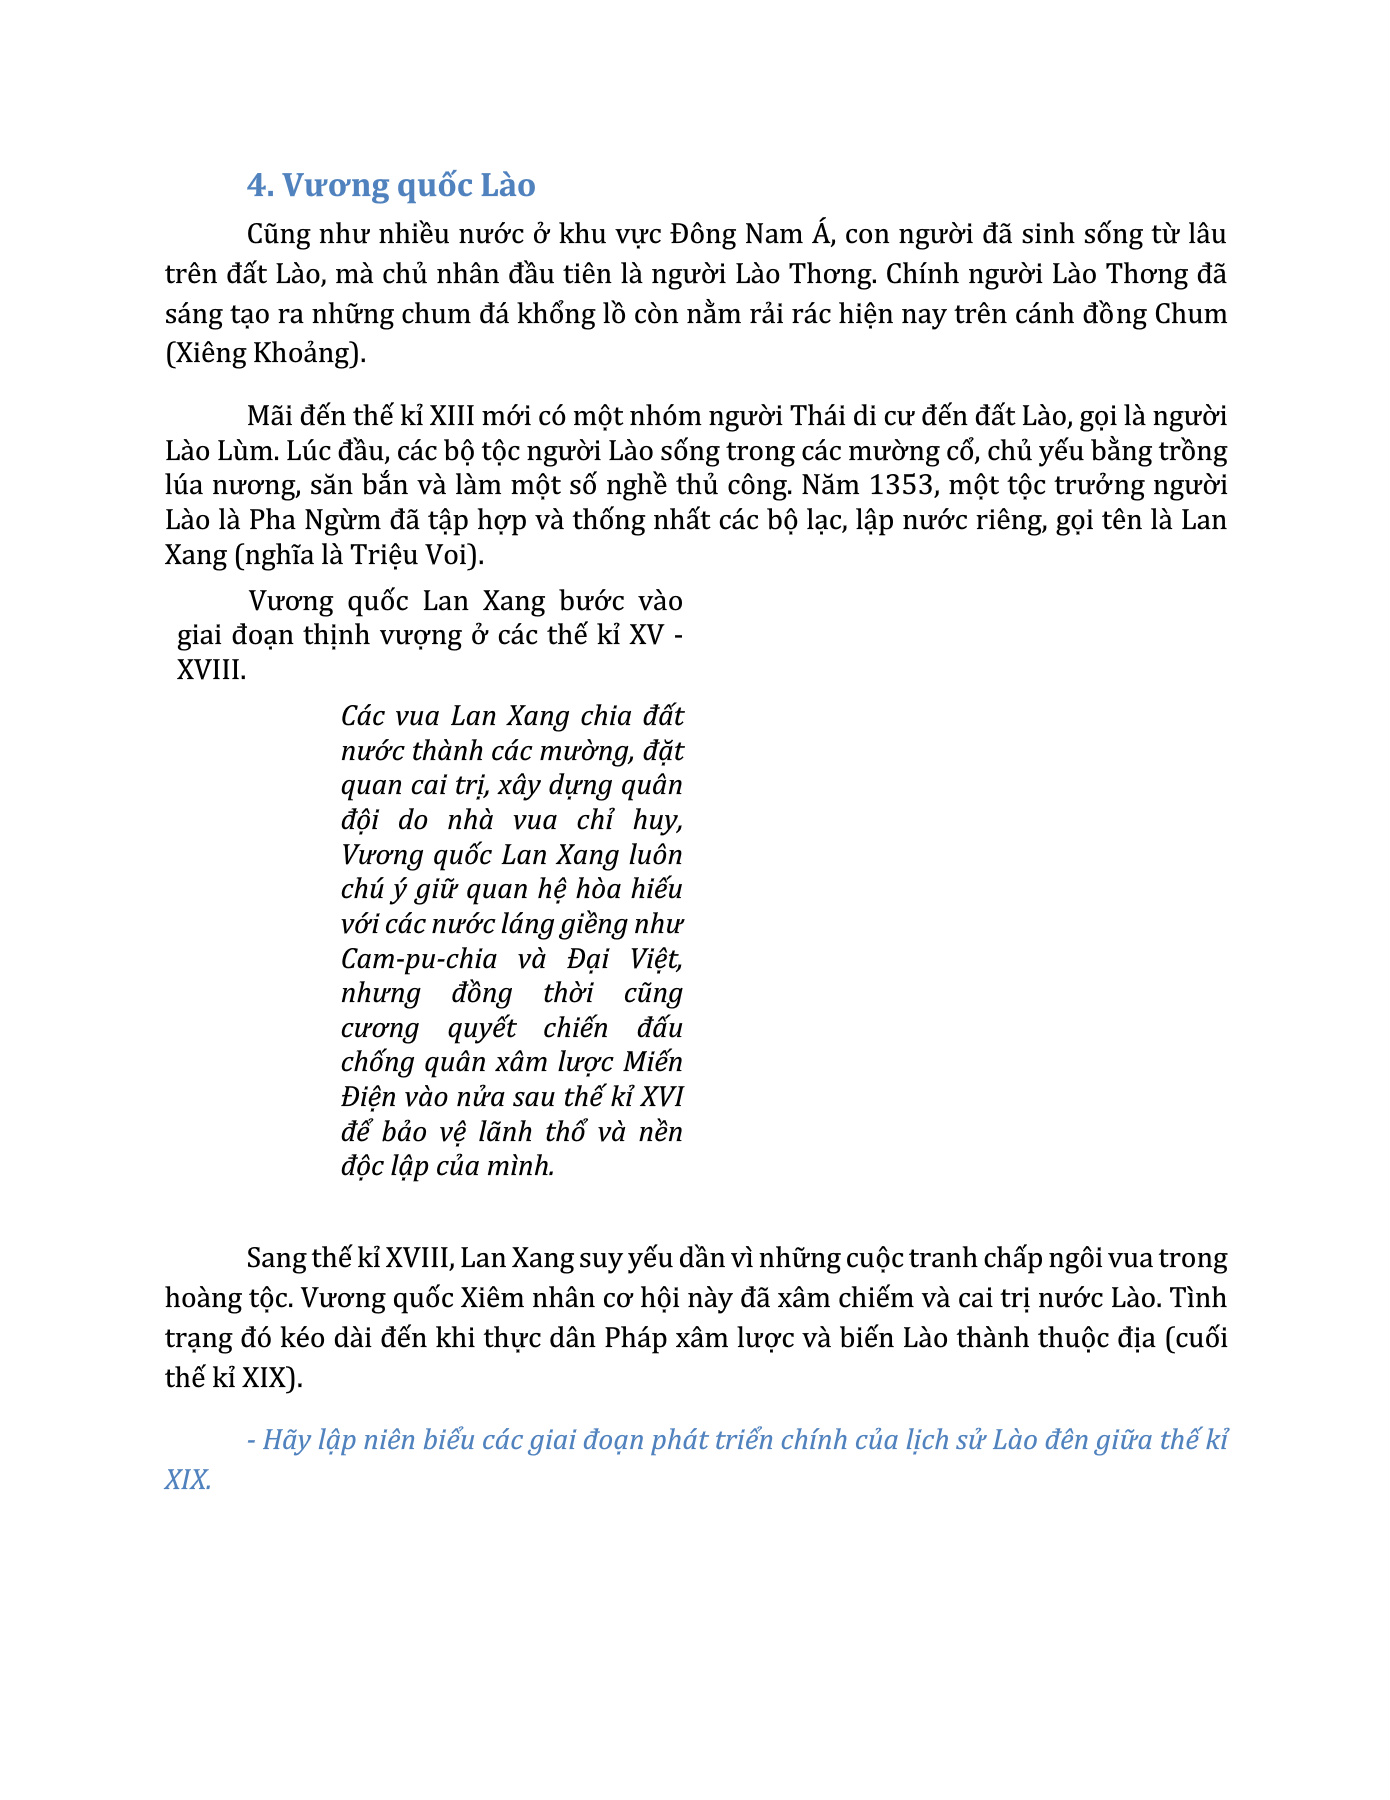 4. Vương quốc Lào
Cũng như nhiều nước ở khu vực Đông Nam Á, con người đã sinh sống từ lâu
trên đất Lào, mà chủ nhân đầu tiên là người Lào Thơng. Chính người Lào Thơng đã
sáng tạo ra những chum đá khổng lồ còn nằm rải rác hiện nay trên cánh đồng Chum
(Xiêng Khoảng).
Mãi đến thế kỉ XIII mới có một nhóm người Thái di cư đến đất Lào, gọi là người
Lào Lùm. Lúc đầu, các bộ tộc người Lào sống trong các mường cổ, chủ yếu bằng trồng
lúa nương, săn bắn và làm một số nghề thủ công. Năm 1353, một tộc trưởng người
Lào là Pha Ngừm đã tập hợp và thống nhất các bộ lạc, lập nước riêng, gọi tên là Lan
Xang (nghĩa là Triệu Voi).
Vương quốc Lan Xang bước vào
giai đoạn thịnh vượng ở các thế kỉ XV -
XVIII.
Các vua Lan Xang chia đất
nước thành các mường, đặt
quan cai trị, xây dựng quân
đội do nhà vua chỉ huy,
Vương quốc Lan Xang luôn
chú ý giữ quan hệ hòa hiếu
với các nước láng giềng như
Cam-pu-chia và Đại Việt,
nhưng đồng thời cũng
cương quyết chiến đấu
chống quân xâm lược Miến
Điện vào nửa sau thế kỉ XVI
để bảo vệ lãnh thổ và nền
độc lập của mình.
Sang thế kỉ XVIII, Lan Xang suy yếu dần vì những cuộc tranh chấp ngôi vua trong
hoàng tộc. Vương quốc Xiêm nhân cơ hội này đã xâm chiếm và cai trị nước Lào. Tình
trạng đó kéo dài đến khi thực dân Pháp xâm lược và biến Lào thành thuộc địa (cuối
thế kỉ XIX).
- Hãy lập niên biểu các giai đoạn phát triển chính của lịch sử Lào đên giữa thế kỉ
XIX.